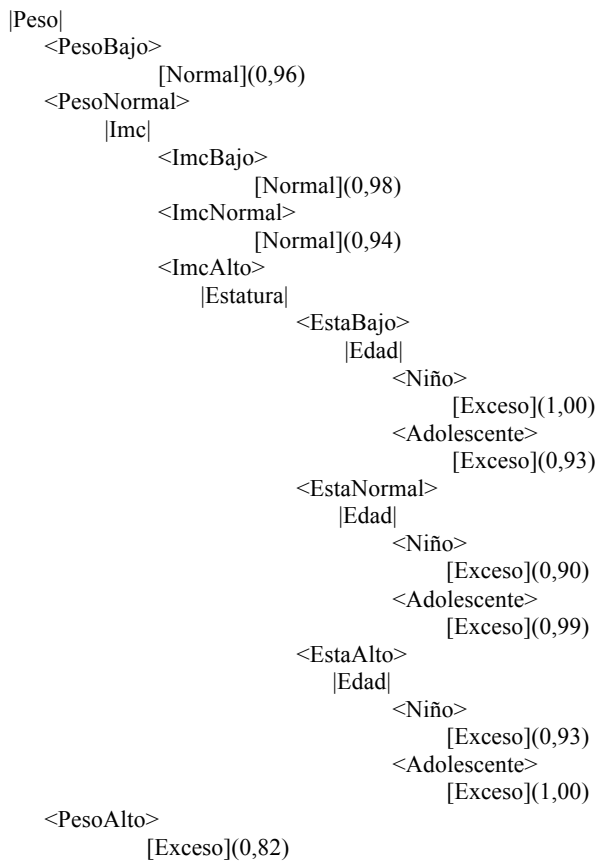 |Peso|
<PesoBajo>
[Normal](0,96)
<PesoNormal>
|Imc|
<ImcBajo>
[Normal](0,98)
<ImcNormal>
[Normal](0,94)
<ImcAlto>
|Estatura|
<EstaBajo>
|Edad|
<Niño>
[Exceso](1,00)
<Adolescente>
[Exceso](0,93)
<EstaNormal>
|Edad|
<Niño>
[Exceso](0,90)
<Adolescente>
[Exceso](0,99)
<EstaAlto>
|Edad|
<Niño>
[Exceso](0,93)
<Adolescente>
[Exceso](1,00)
<PesoAlto>
[Exceso](0,82)